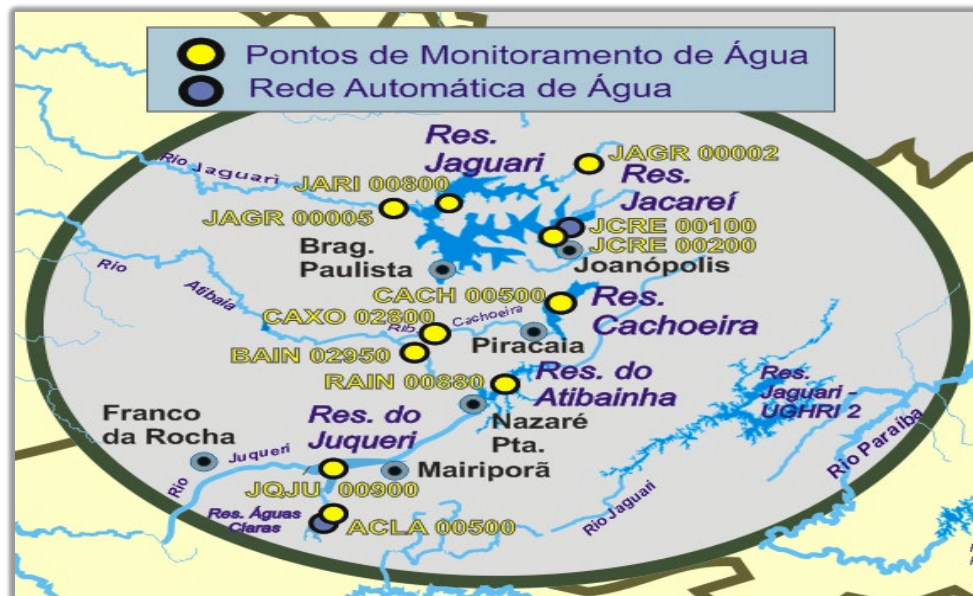 Pontos de Monitoramento de Água
Rede Automática de Água
Res.
Jaguari
Rio Jaguari
JAGR 00002
JARI 00800
Res.
Jacareí
JAGR 00005
JCRE 00100
JCRE 00200
Brag.
Paulista
Joanópolis
Rio
Atibaia
CACH 00500
Res.
Cachoeira
CAXO 02800
Rib.
Cachoeira
Piracaia
BAIN 02950
RAIN 00880
Res. do
Atibainha
Res.
Jaguari -
UGHRI 2
Franco
da Rocha
Res. do
Juqueri
Nazaré
Pta.
Rio Paraíba
Rio
Juqueri
Mairiporã
JQJU 00900
Rio Jaguari
Res. Águas
Claras
ACLA 00500